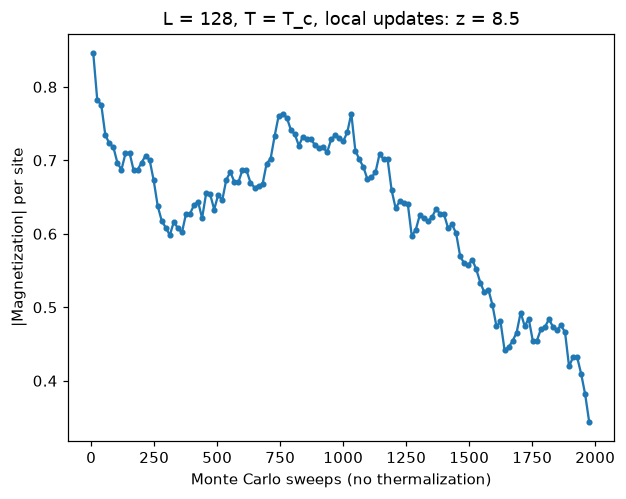 L = 128, T = T_c, local updates: z = 8.5
|Magnetization| per site
0.8
0.7
0.6
0.5
0.4
0 250 500 750 1000 1250 1500 1750 2000
Monte Carlo sweeps (no thermalization)